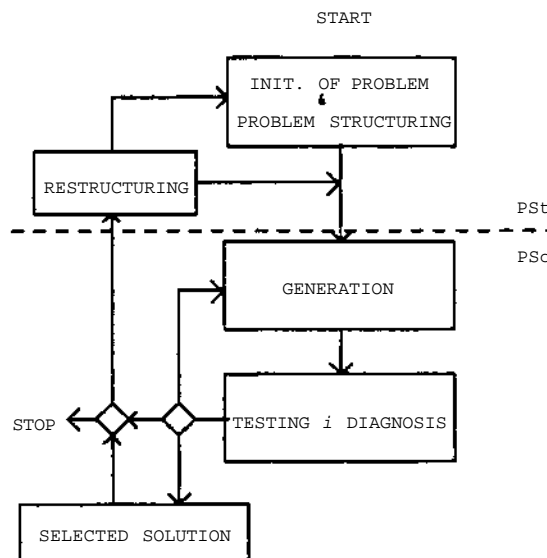 START
INIT. OF PROBLEM
&
PROBLEM STRUCTURING
RESTRUCTURING
PSt
PSo
GENERATION
TESTING i DIAGNOSIS
STOP
SELECTED SOLUTION